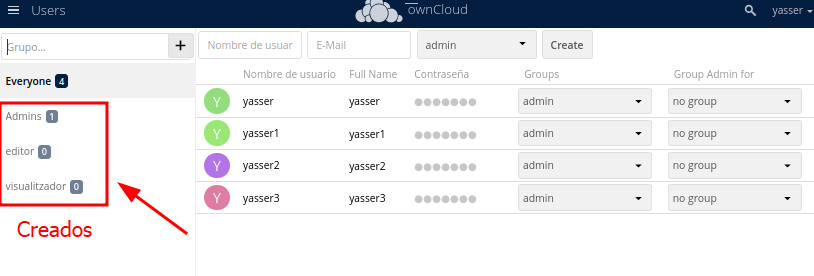 Users
ownCloud
yasser
Grupo...
+
Nombre de usuar
E-Mail
admin
Create
Everyone 4
Admins 1
editor 0
visualitzador 0
Creados
Nombre de usuario Full Name Contraseña Groups Group Admin for
Y yasser yasser ●●●●●●● admin no group
Y yasser1 yasser1 ●●●●●●● admin no group
Y yasser2 yasser2 ●●●●●●● admin no group
Y yasser3 yasser3 ●●●●●●● admin no group